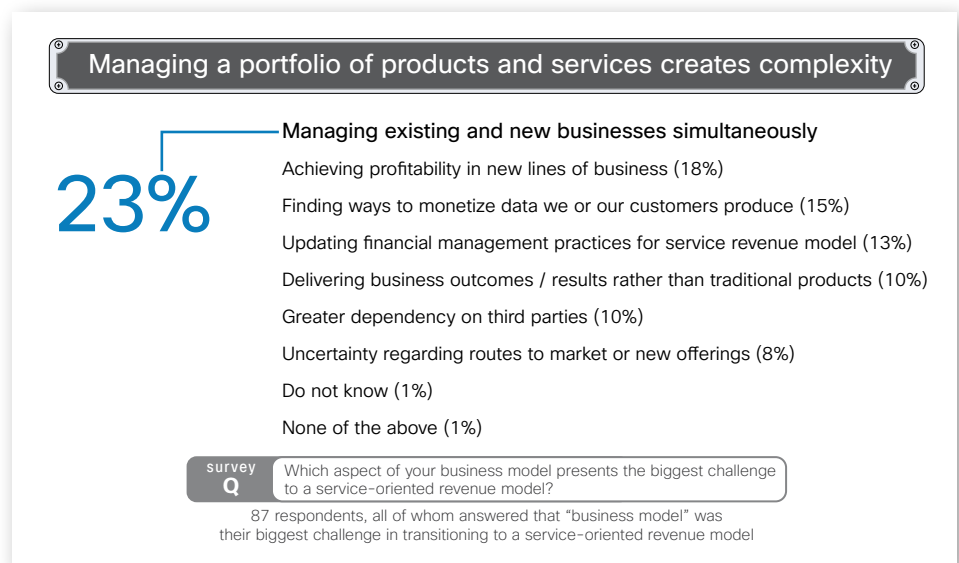 Managing a portfolio of products and services creates complexity
23%
Managing existing and new businesses simultaneously
Achieving profitability in new lines of business (18%)
Finding ways to monetize data we or our customers produce (15%)
Updating financial management practices for service revenue model (13%)
Delivering business outcomes / results rather than traditional products (10%)
Greater dependency on third parties (10%)
Uncertainty regarding routes to market or new offerings (8%)
Do not know (1%)
None of the above (1%)
survey
Q
Which aspect of your business model presents the biggest challenge
to a service-oriented revenue model?
87 respondents, all of whom answered that “business model” was
their biggest challenge in transitioning to a service-oriented revenue model